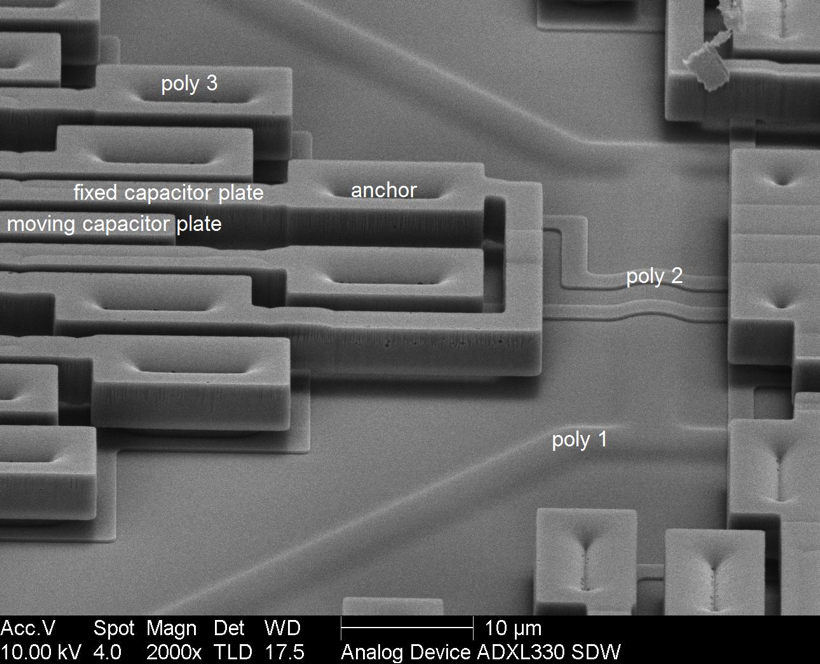 poly 3
fixed capacitor plate
anchor
moving capacitor plate
poly 2
poly 1
Acc.V Spot Magn Det WD 10 µm
10.00 kV 4.0 2000x TLD 17.5 Analog Device ADXL330 SDW